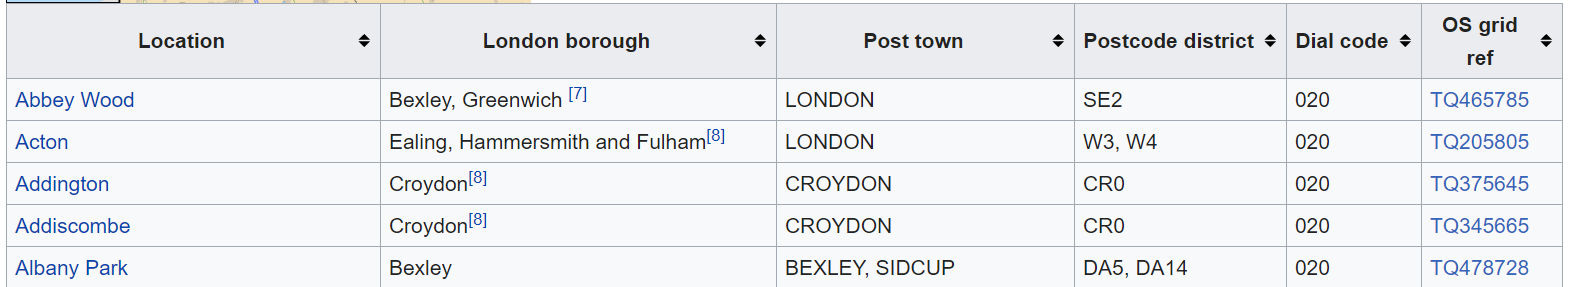 Location London borough Post town Postcode district Dial code OS grid ref
Abbey Wood Bexley, Greenwich [7] LONDON SE2 020 TQ465785
Acton Ealing, Hammersmith and Fulham[8] LONDON W3, W4 020 TQ205805
Addington Croydon[8] CROYDON CR0 020 TQ375645
Addiscombe Croydon[8] CROYDON CR0 020 TQ345665
Albany Park Bexley BEXLEY, SIDCUP DA5, DA14 020 TQ478728